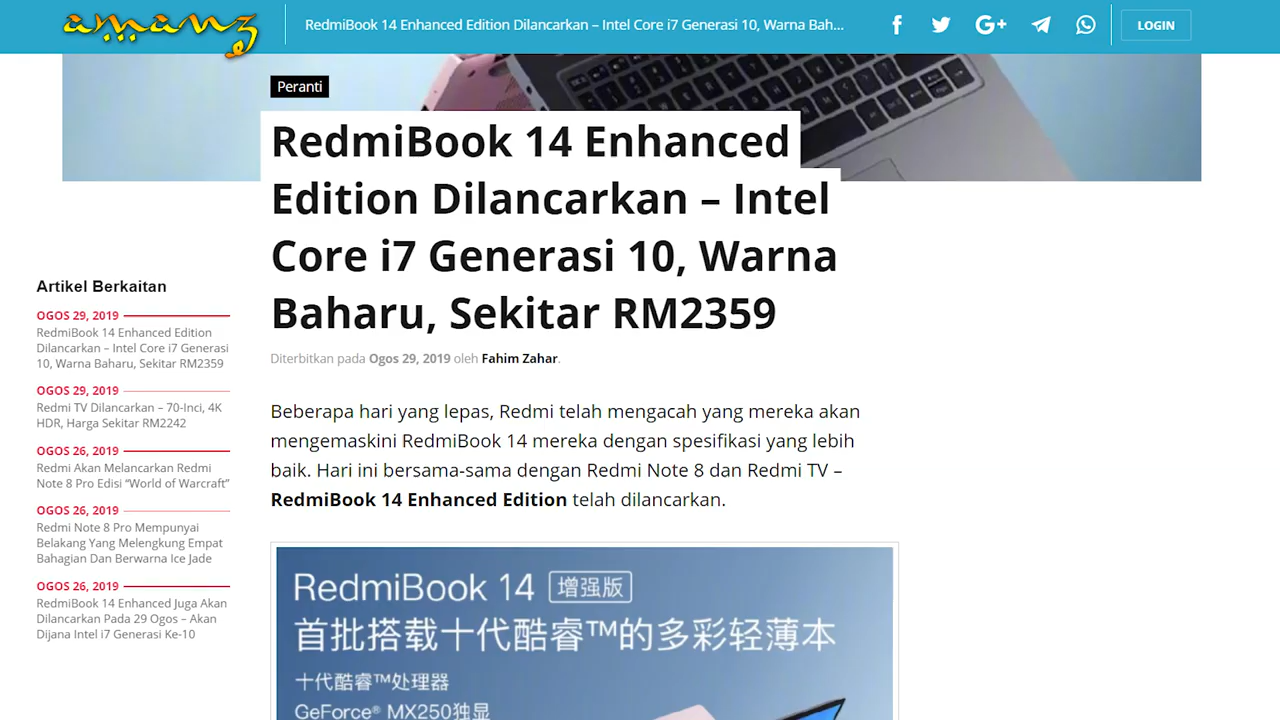 amanz
RedmiBook 14 Enhanced Edition Dilancarkan – Intel Core i7 Generasi 10, Warna Bah...
LOGIN
Peranti
RedmiBook 14 Enhanced
Edition Dilancarkan – Intel
Core i7 Generasi 10, Warna
Baharu, Sekitar RM2359
Diterbitkan pada Ogos 29, 2019 oleh Fahim Zahar.
Artikel Berkaitan
OGOS 29, 2019
RedmiBook 14 Enhanced Edition
Dilancarkan – Intel Core i7 Generasi
10, Warna Baharu, Sekitar RM2359
OGOS 29, 2019
Redmi TV Dilancarkan – 70-Inci, 4K
HDR, Harga Sekitar RM2242
OGOS 26, 2019
Redmi Akan Melancarkan Redmi
Note 8 Pro Edisi “World of Warcraft”
OGOS 26, 2019
Redmi Note 8 Pro Mempunyai
Belakang Yang Melengkung Empat
Bahagian Dan Berwarna Ice Jade
OGOS 26, 2019
RedmiBook 14 Enhanced Juga Akan
Dilancarkan Pada 29 Ogos – Akan
Dijana Intel i7 Generasi Ke-10
Beberapa hari yang lepas, Redmi telah mengacah yang mereka akan
mengemaskini RedmiBook 14 mereka dengan spesifikasi yang lebih
baik. Hari ini bersama-sama dengan Redmi Note 8 dan Redmi TV –
RedmiBook 14 Enhanced Edition telah dilancarkan.
RedmiBook 14 增强版
首批搭载十代酷睿™的多彩轻薄本
十代酷睿™处理器
GeForce® MX250独显